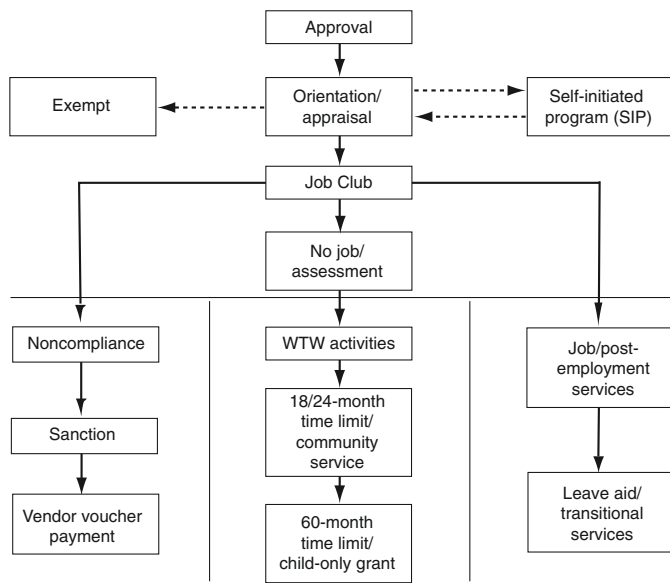 Approval
Exempt
Orientation/
appraisal
Self-initiated
program (SIP)
Job Club
No job/
assessment
Noncompliance
Sanction
Vendor voucher
payment
WTW activities
18/24-month
time limit/
community
service
60-month
time limit/
child-only grant
Job/post-
employment
services
Leave aid/
transitional
services